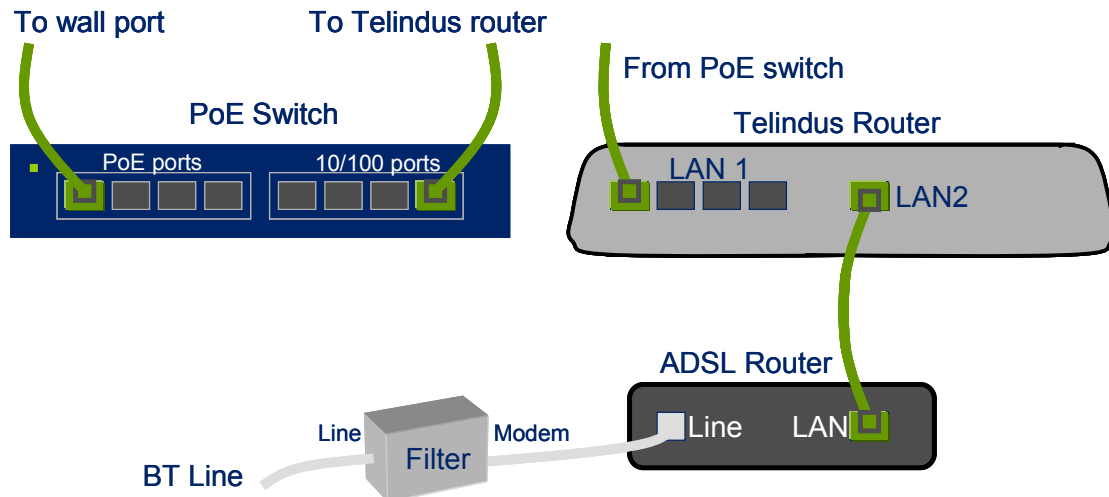 To wall port
To Telindus router
From PoE switch
PoE Switch
Telindus Router
PoE ports
10/100 ports
LAN 1
LAN2
ADSL Router
Line
LAN
Line
Modem
Filter
BT Line